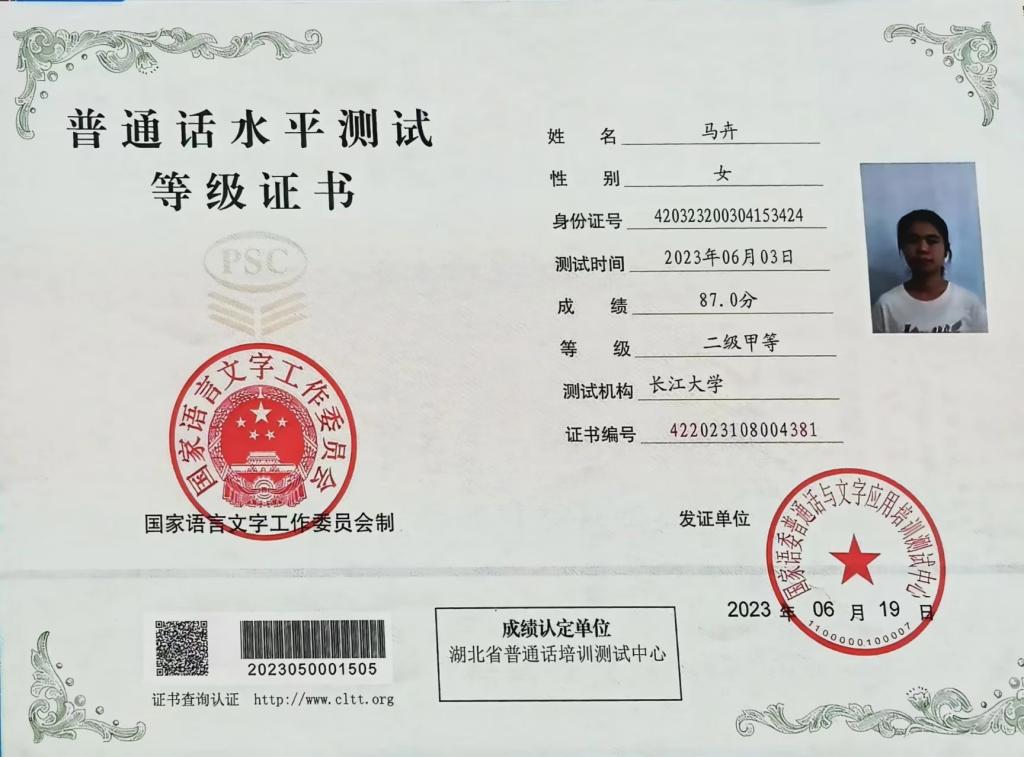 普通话水平测试
等级证书
PSC
国家语言文字工作委员会
国家语言文字工作委员会制
姓 名 马卉
性 别 女
身份证号 420323200304153424
测试时间 2023年06月03日
成 绩 87.0分
等 级 二级甲等
测试机构 长江大学
证书编号 422023108004381
发证单位
国家语委普通话与文字应用培训测试中心
2023 年 06 月 19 日
1100000100007
2023050001505
证书查询认证 http://www.cltt.org
成绩认定单位
湖北省普通话培训测试中心